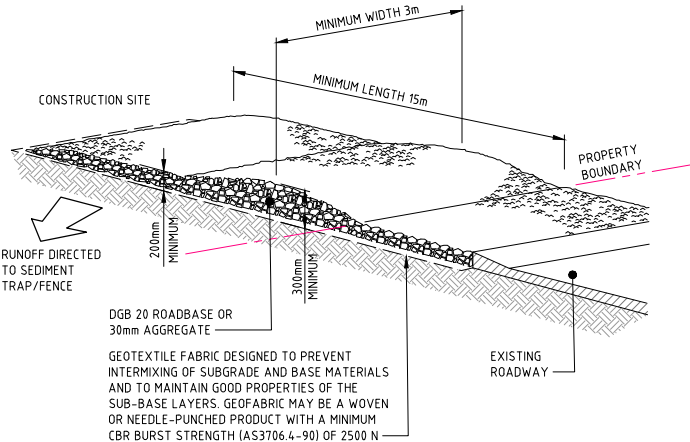 MINIMUM WIDTH 3m
MINIMUM LENGTH 15m
CONSTRUCTION SITE
PROPERTY
BOUNDARY
RUNOFF DIRECTED
TO SEDIMENT
TRAP/FENCE
200mm
MINIMUM
300mm
MINIMUM
DGB 20 ROADBASE OR
30mm AGGREGATE
GEOTEXTILE FABRIC DESIGNED TO PREVENT
INTERMIXING OF SUBGRADE AND BASE MATERIALS
AND TO MAINTAIN GOOD PROPERTIES OF THE
SUB-BASE LAYERS. GEOFABRIC MAY BE A WOVEN
OR NEEDLE-PUNCHED PRODUCT WITH A MINIMUM
CBR BURST STRENGTH (AS3706.4-90) OF 2500 N
EXISTING
ROADWAY